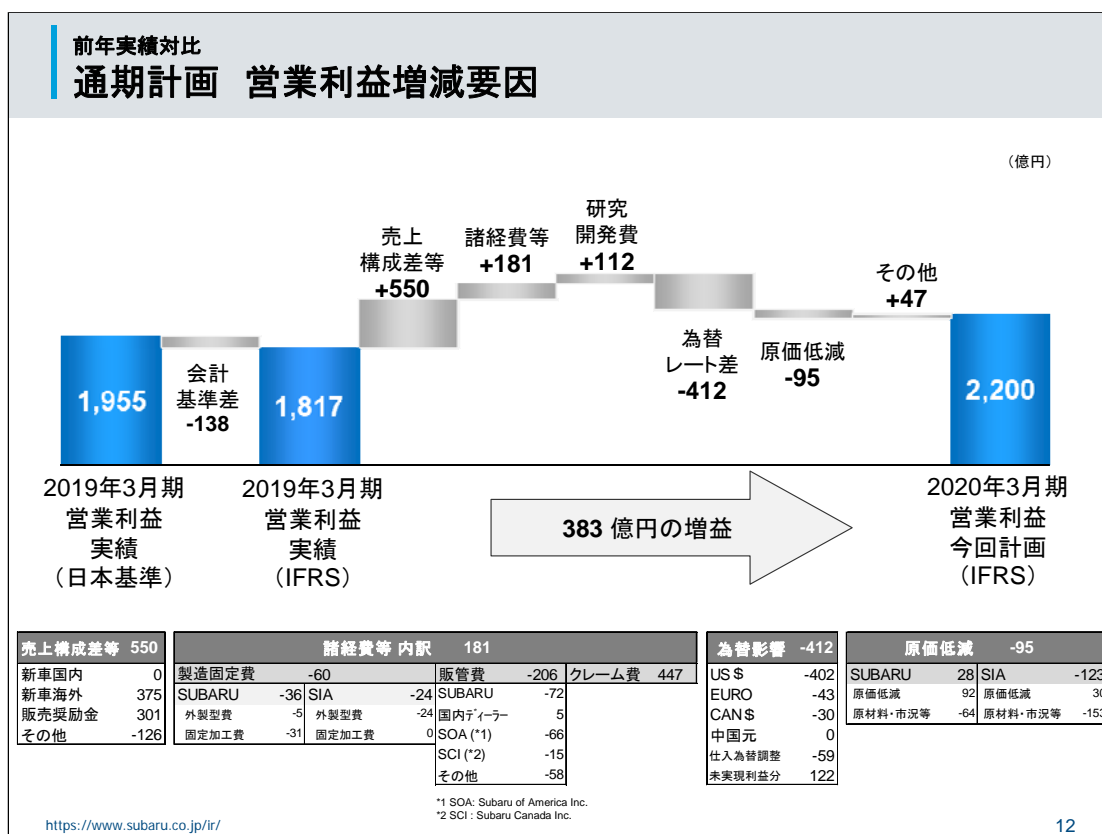 前年実績対比
通期計画 営業利益増減要因
（億円）
売上
構成差等
+550
諸経費等
+181
研究
開発費
+112
その他
+47
1,955
会計
基準差
-138
1,817
為替
レート差
-412
原価低減
-95
2,200
2019年3月期
営業利益
実績
（日本基準）
2019年3月期
営業利益
実績
（IFRS）
383 億円の増益
2020年3月期
営業利益
今回計画
（IFRS）
売上構成差等 550
新車国内 0
新車海外 375
販売奨励金 301
その他 -126
諸経費等 内訳 181
製造固定費 -60
SUBARU -36 SIA -24
外製型費 -5 外製型費 -24
固定加工費 -31 固定加工費 0
販管費 -206
SUBARU -72
国内ディーラー 5
SOA (*1) -66
SCI (*2) -15
その他 -58
クレーム費 447
*1 SOA: Subaru of America Inc.
*2 SCI : Subaru Canada Inc.
為替影響 -412
US $ -402
EURO -43
CAN $ -30
中国元 0
仕入為替調整 -59
未実現利益分 122
原価低減 -95
SUBARU 28 SIA -123
原価低減 92 原価低減 30
原材料・市況等 -64 原材料・市況等 -153
https://www.subaru.co.jp/ir/
12